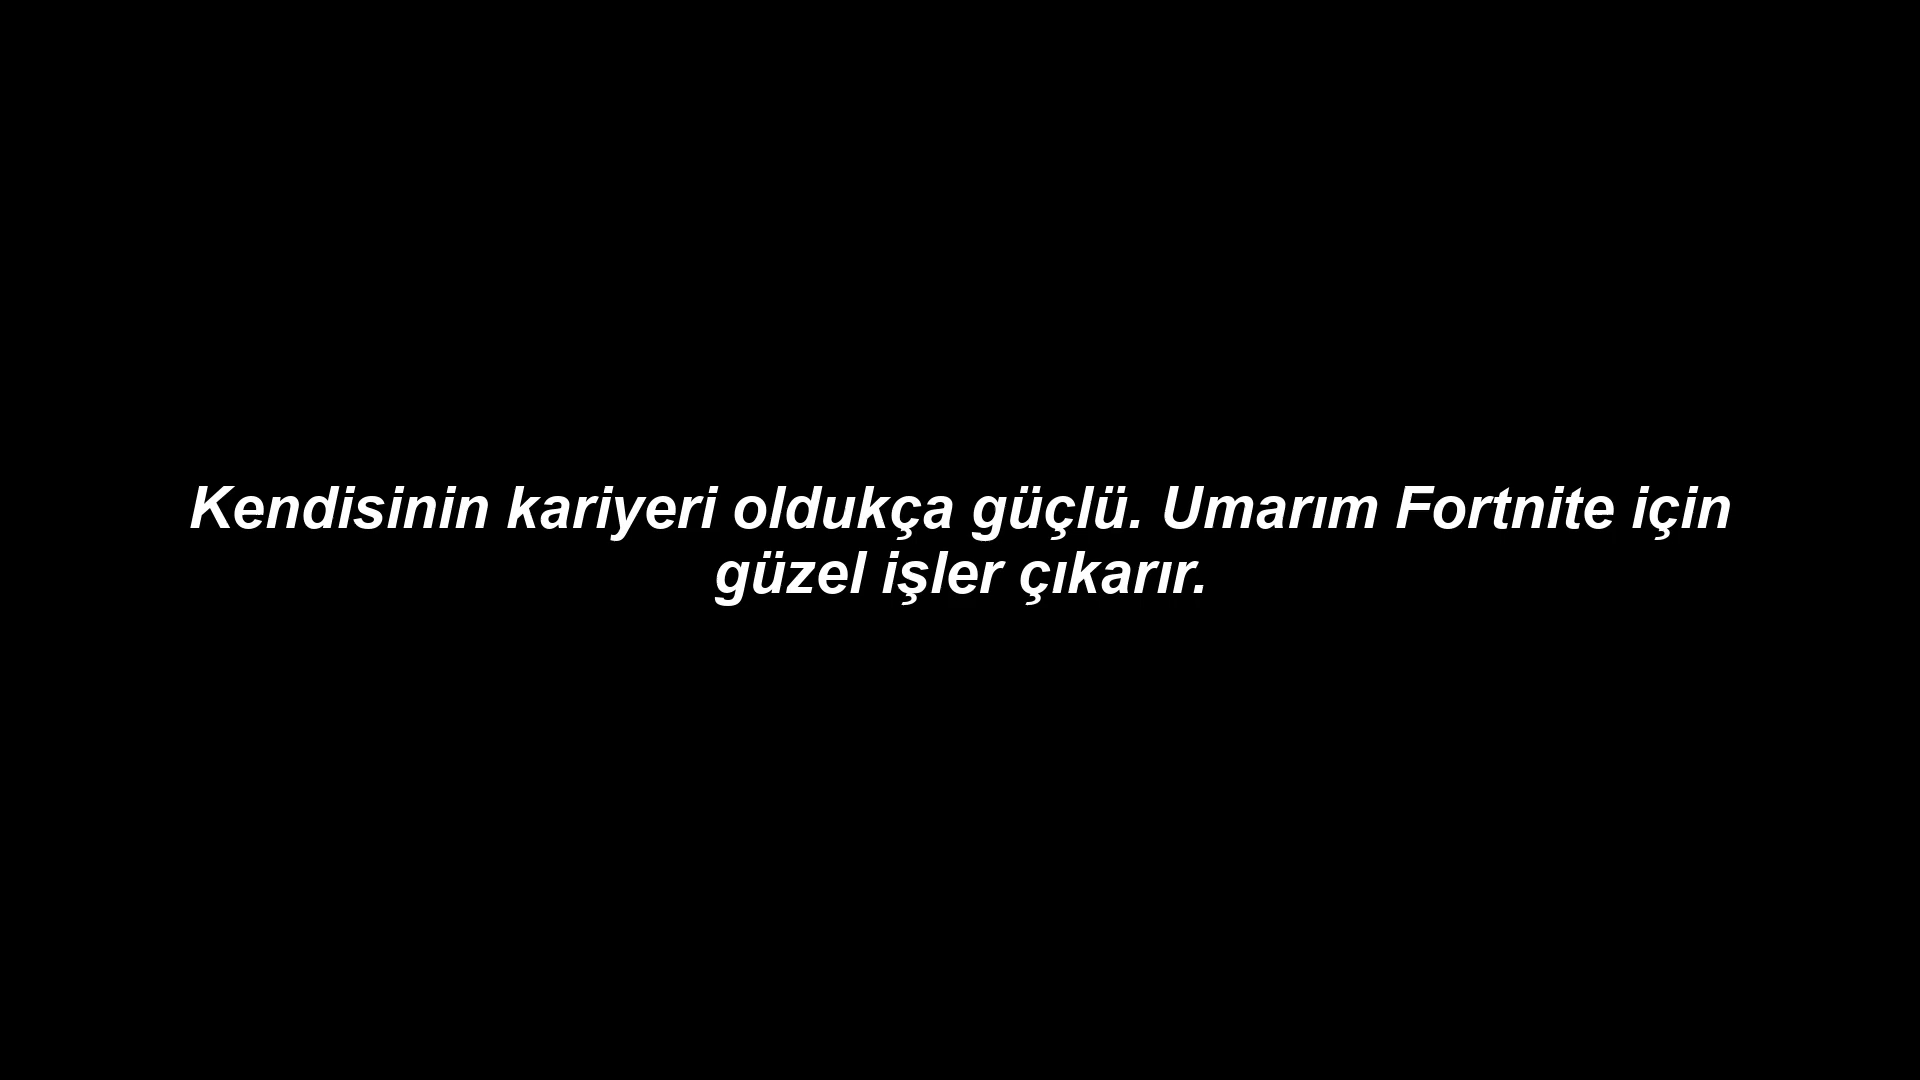 Kendisinin kariyeri oldukça güçlü. Umarım Fortnite için
güzel işler çıkarır.